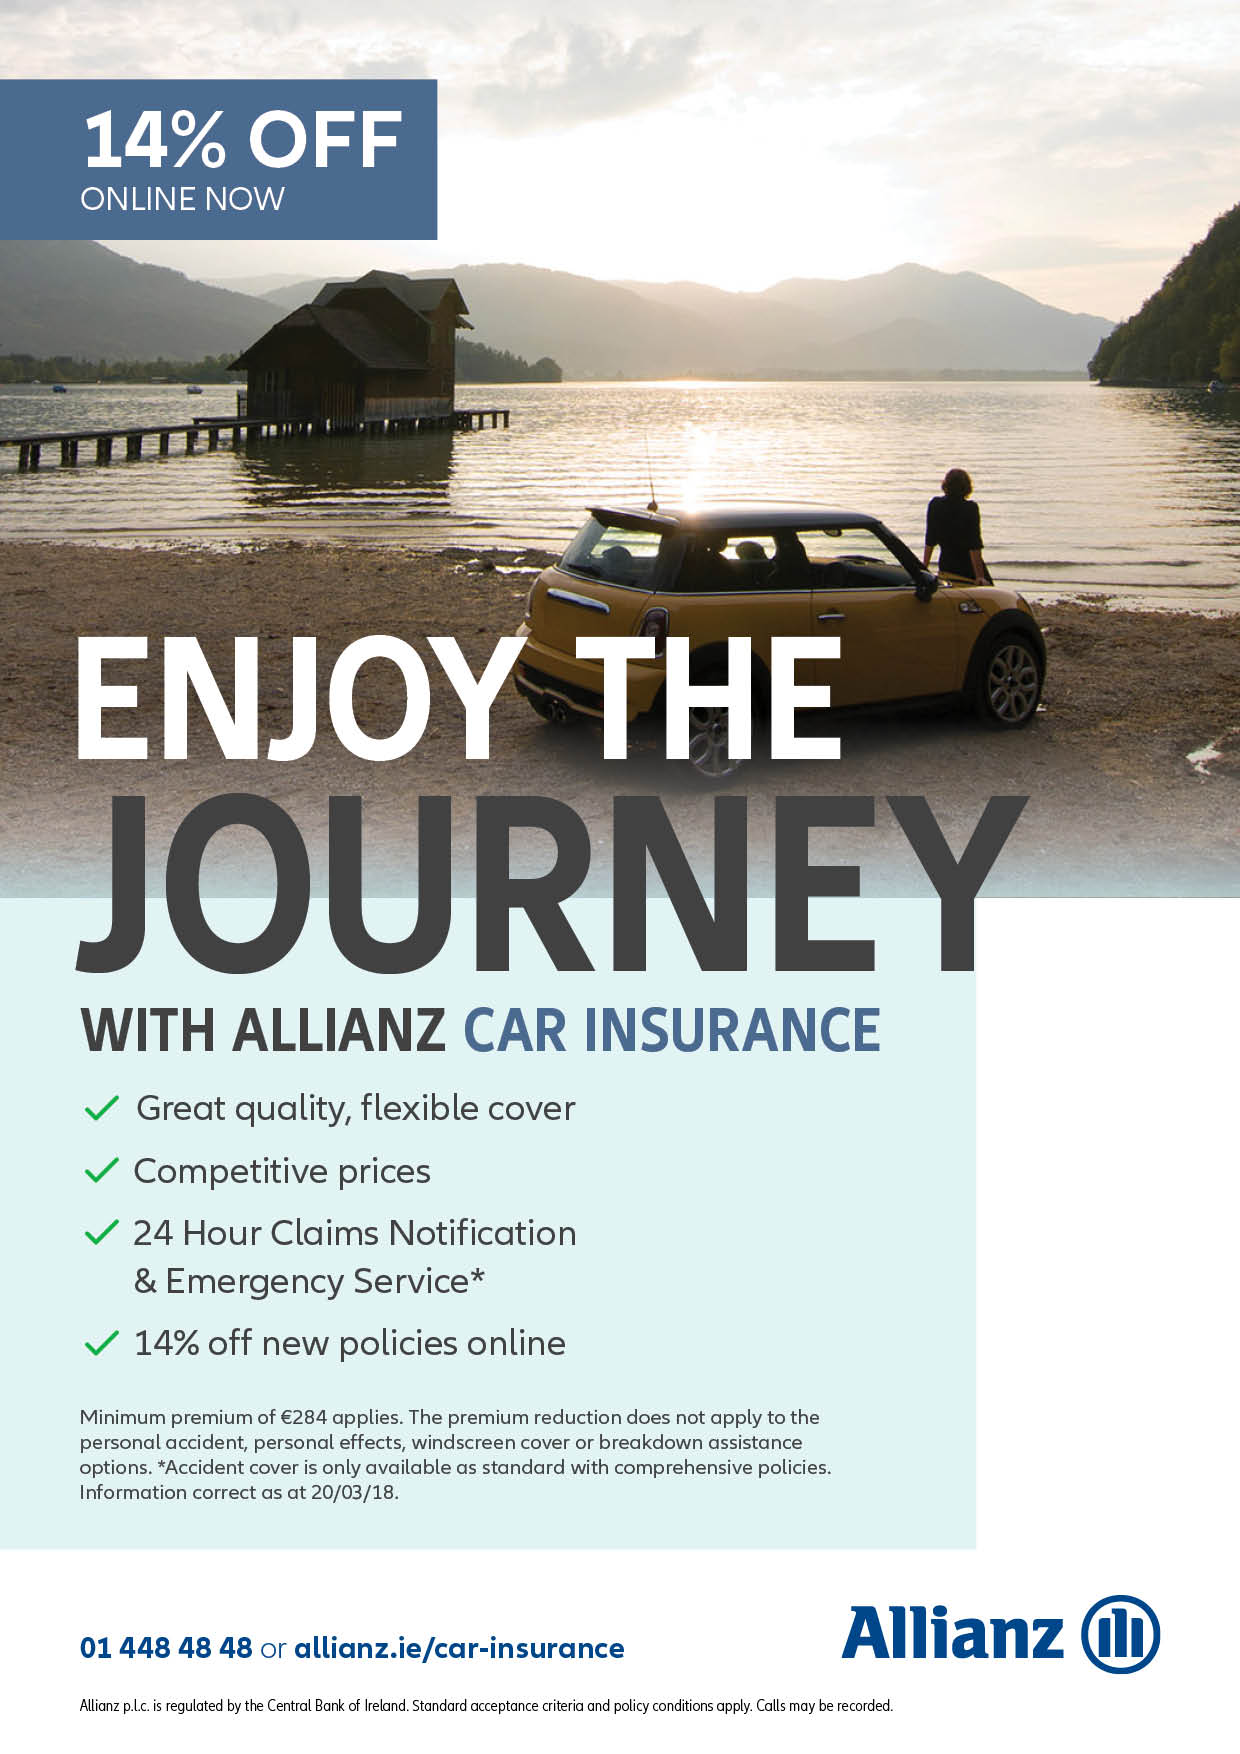 14% OFF
ONLINE NOW
ENJOY THE
JOURNEY
WITH ALLIANZ CAR INSURANCE
Great quality, flexible cover
Competitive prices
24 Hour Claims Notification
& Emergency Service*
14% off new policies online
Minimum premium of €284 applies. The premium reduction does not apply to the
personal accident, personal effects, windscreen cover or breakdown assistance
options. *Accident cover is only available as standard with comprehensive policies.
Information correct as at 20/03/18.
01 448 48 48 or allianz.ie/car-insurance
Allianz
Allianz p.l.c. is regulated by the Central Bank of Ireland. Standard acceptance criteria and policy conditions apply. Calls may be recorded.